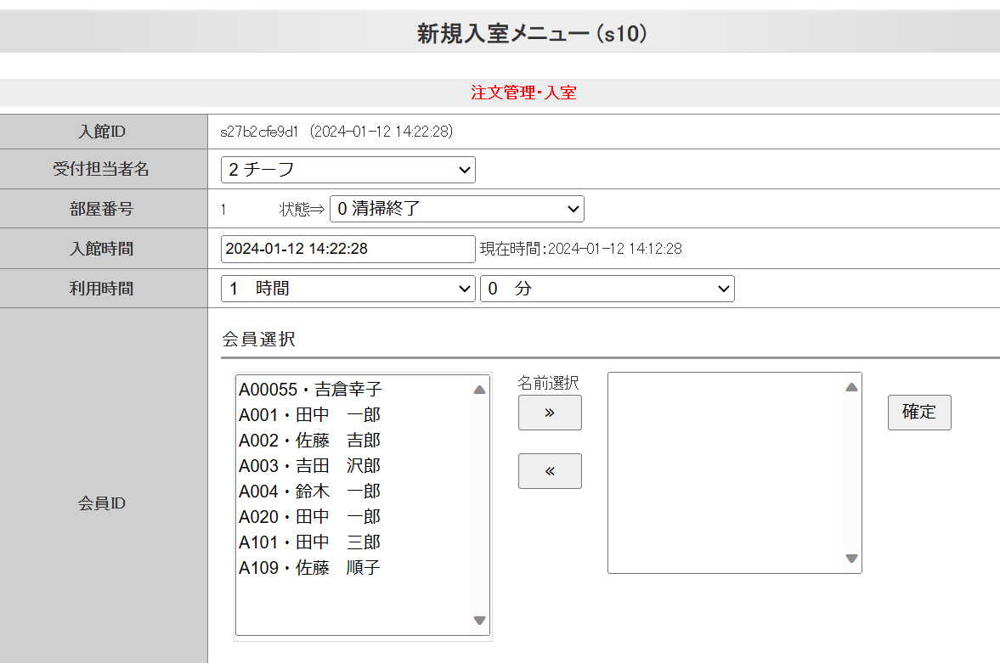 新規入室メニュー(s10)
注文管理・入室
入館ID s27b2cfe9d1 (2024-01-12 14:22:28)
受付担当者名 2 チーフ
部屋番号 1 状態⇒ 0 清掃終了
入館時間 2024-01-12 14:22:28 現在時間:2024-01-12 14:12:28
利用時間 1 時間 0 分
会員選択
会員ID
A00055・吉倉幸子
A001・田中 一郎
A002・佐藤 吉郎
A003・吉田 沢郎
A004・鈴木 一郎
A020・田中 一郎
A101・田中 三郎
A109・佐藤 順子
名前選択
»
«
確定